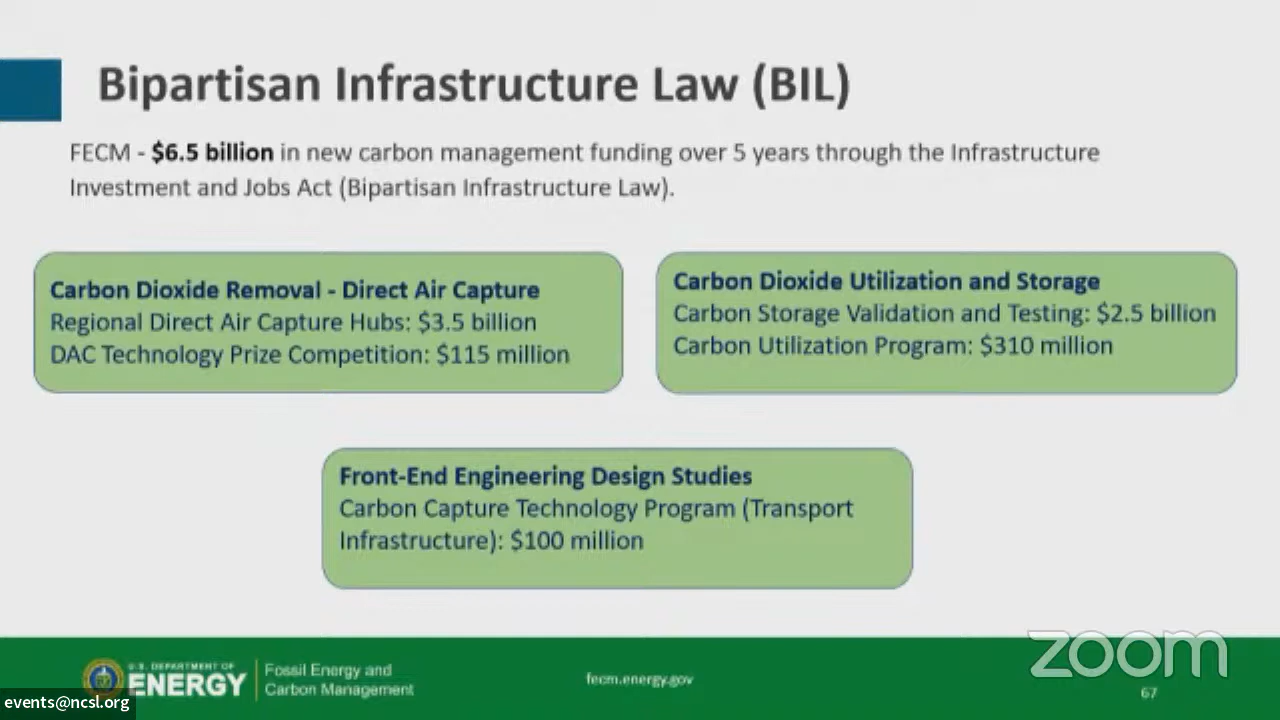 Bipartisan Infrastructure Law (BIL)
FECM - $6.5 billion in new carbon management funding over 5 years through the Infrastructure
Investment and Jobs Act (Bipartisan Infrastructure Law).
Carbon Dioxide Removal - Direct Air Capture
Regional Direct Air Capture Hubs: $3.5 billion
DAC Technology Prize Competition: $115 million
Carbon Dioxide Utilization and Storage
Carbon Storage Validation and Testing: $2.5 billion
Carbon Utilization Program: $310 million
Front-End Engineering Design Studies
Carbon Capture Technology Program (Transport
Infrastructure): $100 million
U.S. DEPARTMENT OF
ENERGY
Fossil Energy and
Carbon Management
fecm.energy.gov
zoom
67
events@ncsl.org